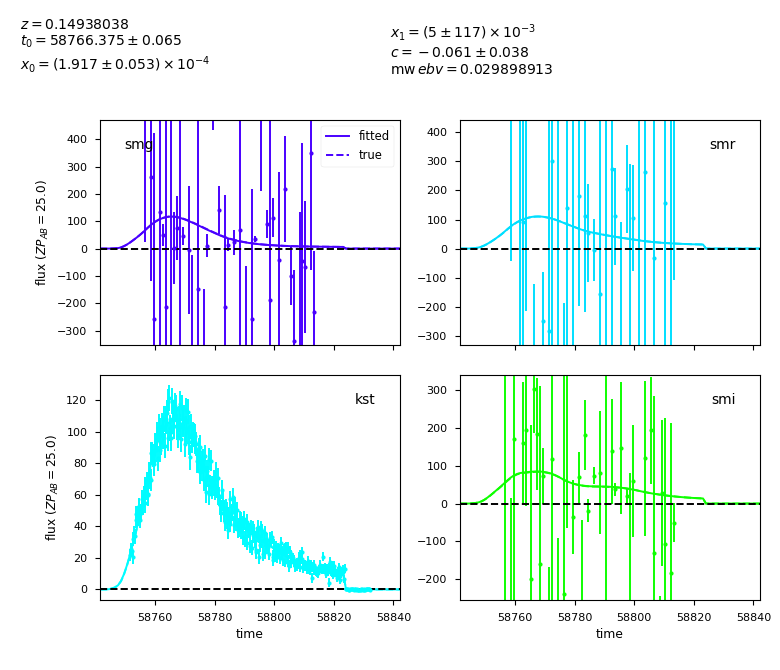 z = 0.14938038
t₀ = 58766.375 ± 0.065
x₀ = (1.917 ± 0.053) × 10⁻⁴
x₁ = (5 ± 117) × 10⁻³
c = −0.061 ± 0.038
mw ebv = 0.029898913
smg
fitted
true
400
300
200
100
0
−100
−200
−300
flux (ZP_AB = 25.0)
smr
400
300
200
100
0
−100
−200
−300
kst
120
100
80
60
40
20
0
flux (ZP_AB = 25.0)
58760 58780 58800 58820 58840
time
smi
300
200
100
0
−100
−200
58760 58780 58800 58820 58840
time